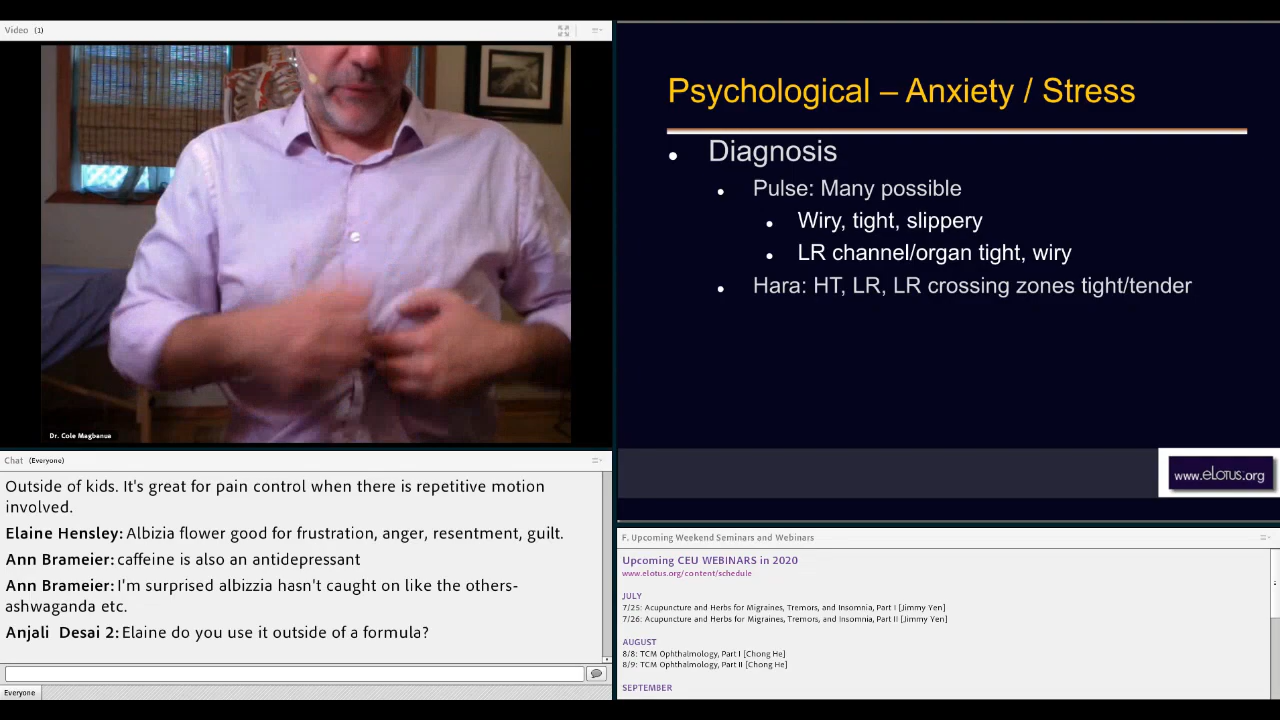 Video (1)
Dr. Cole Magbanua
Psychological – Anxiety / Stress
Diagnosis
Pulse: Many possible
Wiry, tight, slippery
LR channel/organ tight, wiry
Hara: HT, LR, LR crossing zones tight/tender
www.eLotus.org
Chat (Everyone)
Outside of kids. It's great for pain control when there is repetitive motion
involved.
Elaine Hensley: Albizia flower good for frustration, anger, resentment, guilt.
Ann Brameier: caffeine is also an antidepressant
Ann Brameier: I'm surprised albizzia hasn't caught on like the others-
ashwaganda etc.
Anjali Desai 2: Elaine do you use it outside of a formula?
Everyone
F. Upcoming Weekend Seminars and Webinars
Upcoming CEU WEBINARS in 2020
www.elotus.org/content/schedule
JULY
7/25: Acupuncture and Herbs for Migraines, Tremors, and Insomnia, Part I [Jimmy Yen]
7/26: Acupuncture and Herbs for Migraines, Tremors, and Insomnia, Part II [Jimmy Yen]
AUGUST
8/8: TCM Ophthalmology, Part I [Chong He]
8/9: TCM Ophthalmology, Part II [Chong He]
SEPTEMBER